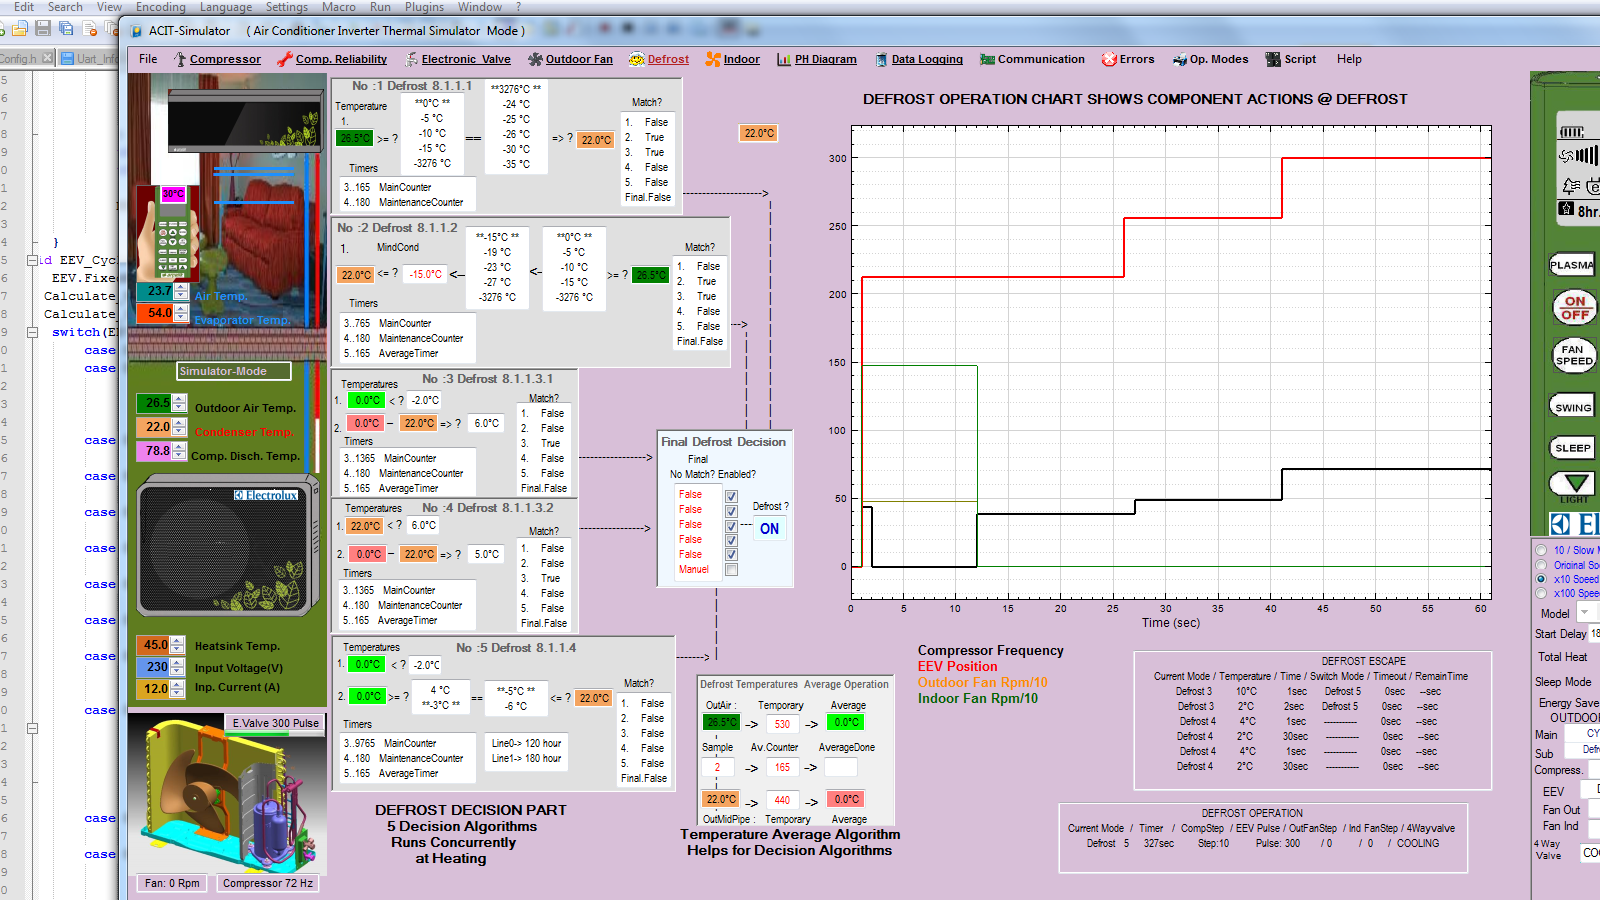 Edit Search View Encoding Language Settings Macro Run Plugins Window ?
ACIT-Simulator ( Air Conditioner Inverter Thermal Simulator Mode )
Config.h Uart_Info
File Compressor Comp. Reliability Electronic_Valve Outdoor Fan Defrost Indoor PH Diagram Data Logging Communication Errors Op. Modes Script Help
}
id EEV_Cyc
EEV.Fixe
Calculate_
Calculate_
switch(E
case
case
case
case
case
case
case
case
case
case
case
case
30°C
23.7 Air Temp.
54.0 Evaporator Temp.
Simulator-Mode
26.5 Outdoor Air Temp.
22.0 Condenser Temp.
78.8 Comp. Disch. Temp.
Electrolux
45.0 Heatsink Temp.
230 Input Voltage(V)
12.0 Inp. Current (A)
E.Valve 300 Pulse
Fan: 0 Rpm Compressor 72 Hz
No :1 Defrost 8.1.1.1
Temperature
1.
26.5°C >= ?
**0°C **
-5 °C
-10 °C
-15 °C
-3276 °C
==
**3276°C **
-24 °C
-25 °C
-26 °C
-30 °C
-35 °C
=> ? 22.0°C
Match?
1. False
2. True
3. True
4. False
5. False
Final.False
Timers
3..165 MainCounter
4..180 MaintenanceCounter
22.0°C
No :2 Defrost 8.1.1.2
1. MindCond
22.0°C <= ? -15.0°C <--
**-15°C **
-19 °C
-23 °C
-27 °C
-3276 °C
<-
**0°C **
-5 °C
-10 °C
-15 °C
-3276 °C
>= ? 26.5°C
Match?
1. False
2. True
3. True
4. False
5. False
Final.False
Timers
3..765 MainCounter
4..180 MaintenanceCounter
5..165 AverageTimer
No :3 Defrost 8.1.1.3.1
Temperatures
1. 0.0°C < ? -2.0°C
2. 0.0°C - 22.0°C => ? 6.0°C
Match?
1. False
2. False
3. True
4. False
5. False
Final.False
Timers
3..1365 MainCounter
4..180 MaintenanceCounter
5..165 AverageTimer
No :4 Defrost 8.1.1.3.2
Temperatures
1. 22.0°C < ? 6.0°C
2. 0.0°C - 22.0°C => ? 5.0°C
Match?
1. False
2. False
3. True
4. False
5. False
Final.False
Timers
3..1365 MainCounter
4..180 MaintenanceCounter
5..165 AverageTimer
No :5 Defrost 8.1.1.4
Temperatures
1. 0.0°C < ? -2.0°C
2. 0.0°C >= ?
4 °C
**-3°C **
==
**-5°C **
-6 °C
<= ? 22.0°C
Match?
1. False
2. False
3. False
4. False
5. False
Final.False
Timers
3..9765 MainCounter
4..180 MaintenanceCounter
5..165 AverageTimer
Line0-> 120 hour
Line1-> 180 hour
DEFROST DECISION PART
5 Decision Algorithms
Runs Concurrently
at Heating
Final Defrost Decision
Final
No Match? Enabled?
False
False
False
False
False
Manuel
Defrost ?
ON
Defrost Temperatures Average Operation
OutAir : Temporary Average
26.5°C -> 530 -> 0.0°C
Sample Av.Counter AverageDone
2 -> 165 ->
22.0°C -> 440 -> 0.0°C
OutMidPipe : Temporary Average
Temperature Average Algorithm
Helps for Decision Algorithms
DEFROST OPERATION CHART SHOWS COMPONENT ACTIONS @ DEFROST
300
250
200
150
100
50
0
0 5 10 15 20 25 30 35 40 45 50 55 60
Time (sec)
Compressor Frequency
EEV Position
Outdoor Fan Rpm/10
Indoor Fan Rpm/10
DEFROST ESCAPE
Current Mode / Temperature / Time / Switch Mode / Timeout / RemainTime
Defrost 3 10°C 1sec Defrost 5 0sec --sec
Defrost 3 2°C 2sec Defrost 5 0sec --sec
Defrost 4 4°C 1sec ----------- 0sec --sec
Defrost 4 2°C 30sec ----------- 0sec --sec
Defrost 4 4°C 1sec ----------- 0sec --sec
Defrost 4 2°C 30sec ----------- 0sec --sec
DEFROST OPERATION
Current Mode / Timer / CompStep / EEV Pulse / OutFanStep / Ind FanStep / 4Wayvalve
Defrost 5 327sec Step:10 Pulse: 300 / 0 / 0 / COOLING
8hr.
PLASMA
ON
OFF
FAN
SPEED
SWING
SLEEP
LIGHT
El
10 / Slow M
Original Spe
x10 Speed
x100 Speed
Model
Start Delay 18
Total Heat
Sleep Mode
Energy Save
OUTDOO
Main CY
Sub Defr
Compress.
EEV
Fan Out
Fan Ind
4 Way
Valve
COO